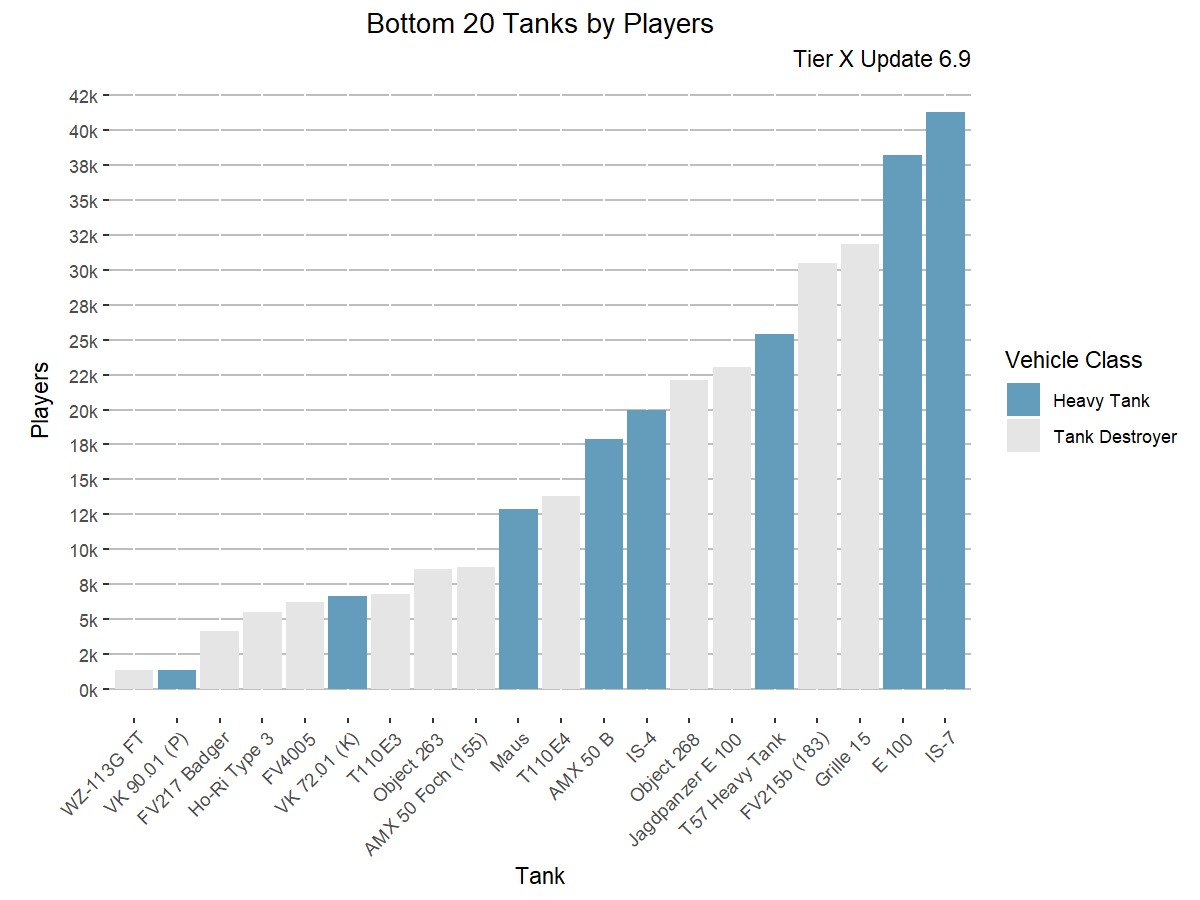 Bottom 20 Tanks by Players
Tier X Update 6.9
Players
42k
40k
38k
35k
32k
30k
28k
25k
22k
20k
18k
15k
12k
10k
8k
5k
2k
0k
WZ-113G FT
VK 90.01 (P)
FV217 Badger
Ho-Ri Type 3
FV4005
VK 72.01 (K)
T110E3
Object 263
AMX 50 Foch (155)
Maus
T110E4
AMX 50 B
IS-4
Object 268
Jagdpanzer E 100
T57 Heavy Tank
FV215b (183)
Grille 15
E 100
IS-7
Tank
Vehicle Class
Heavy Tank
Tank Destroyer